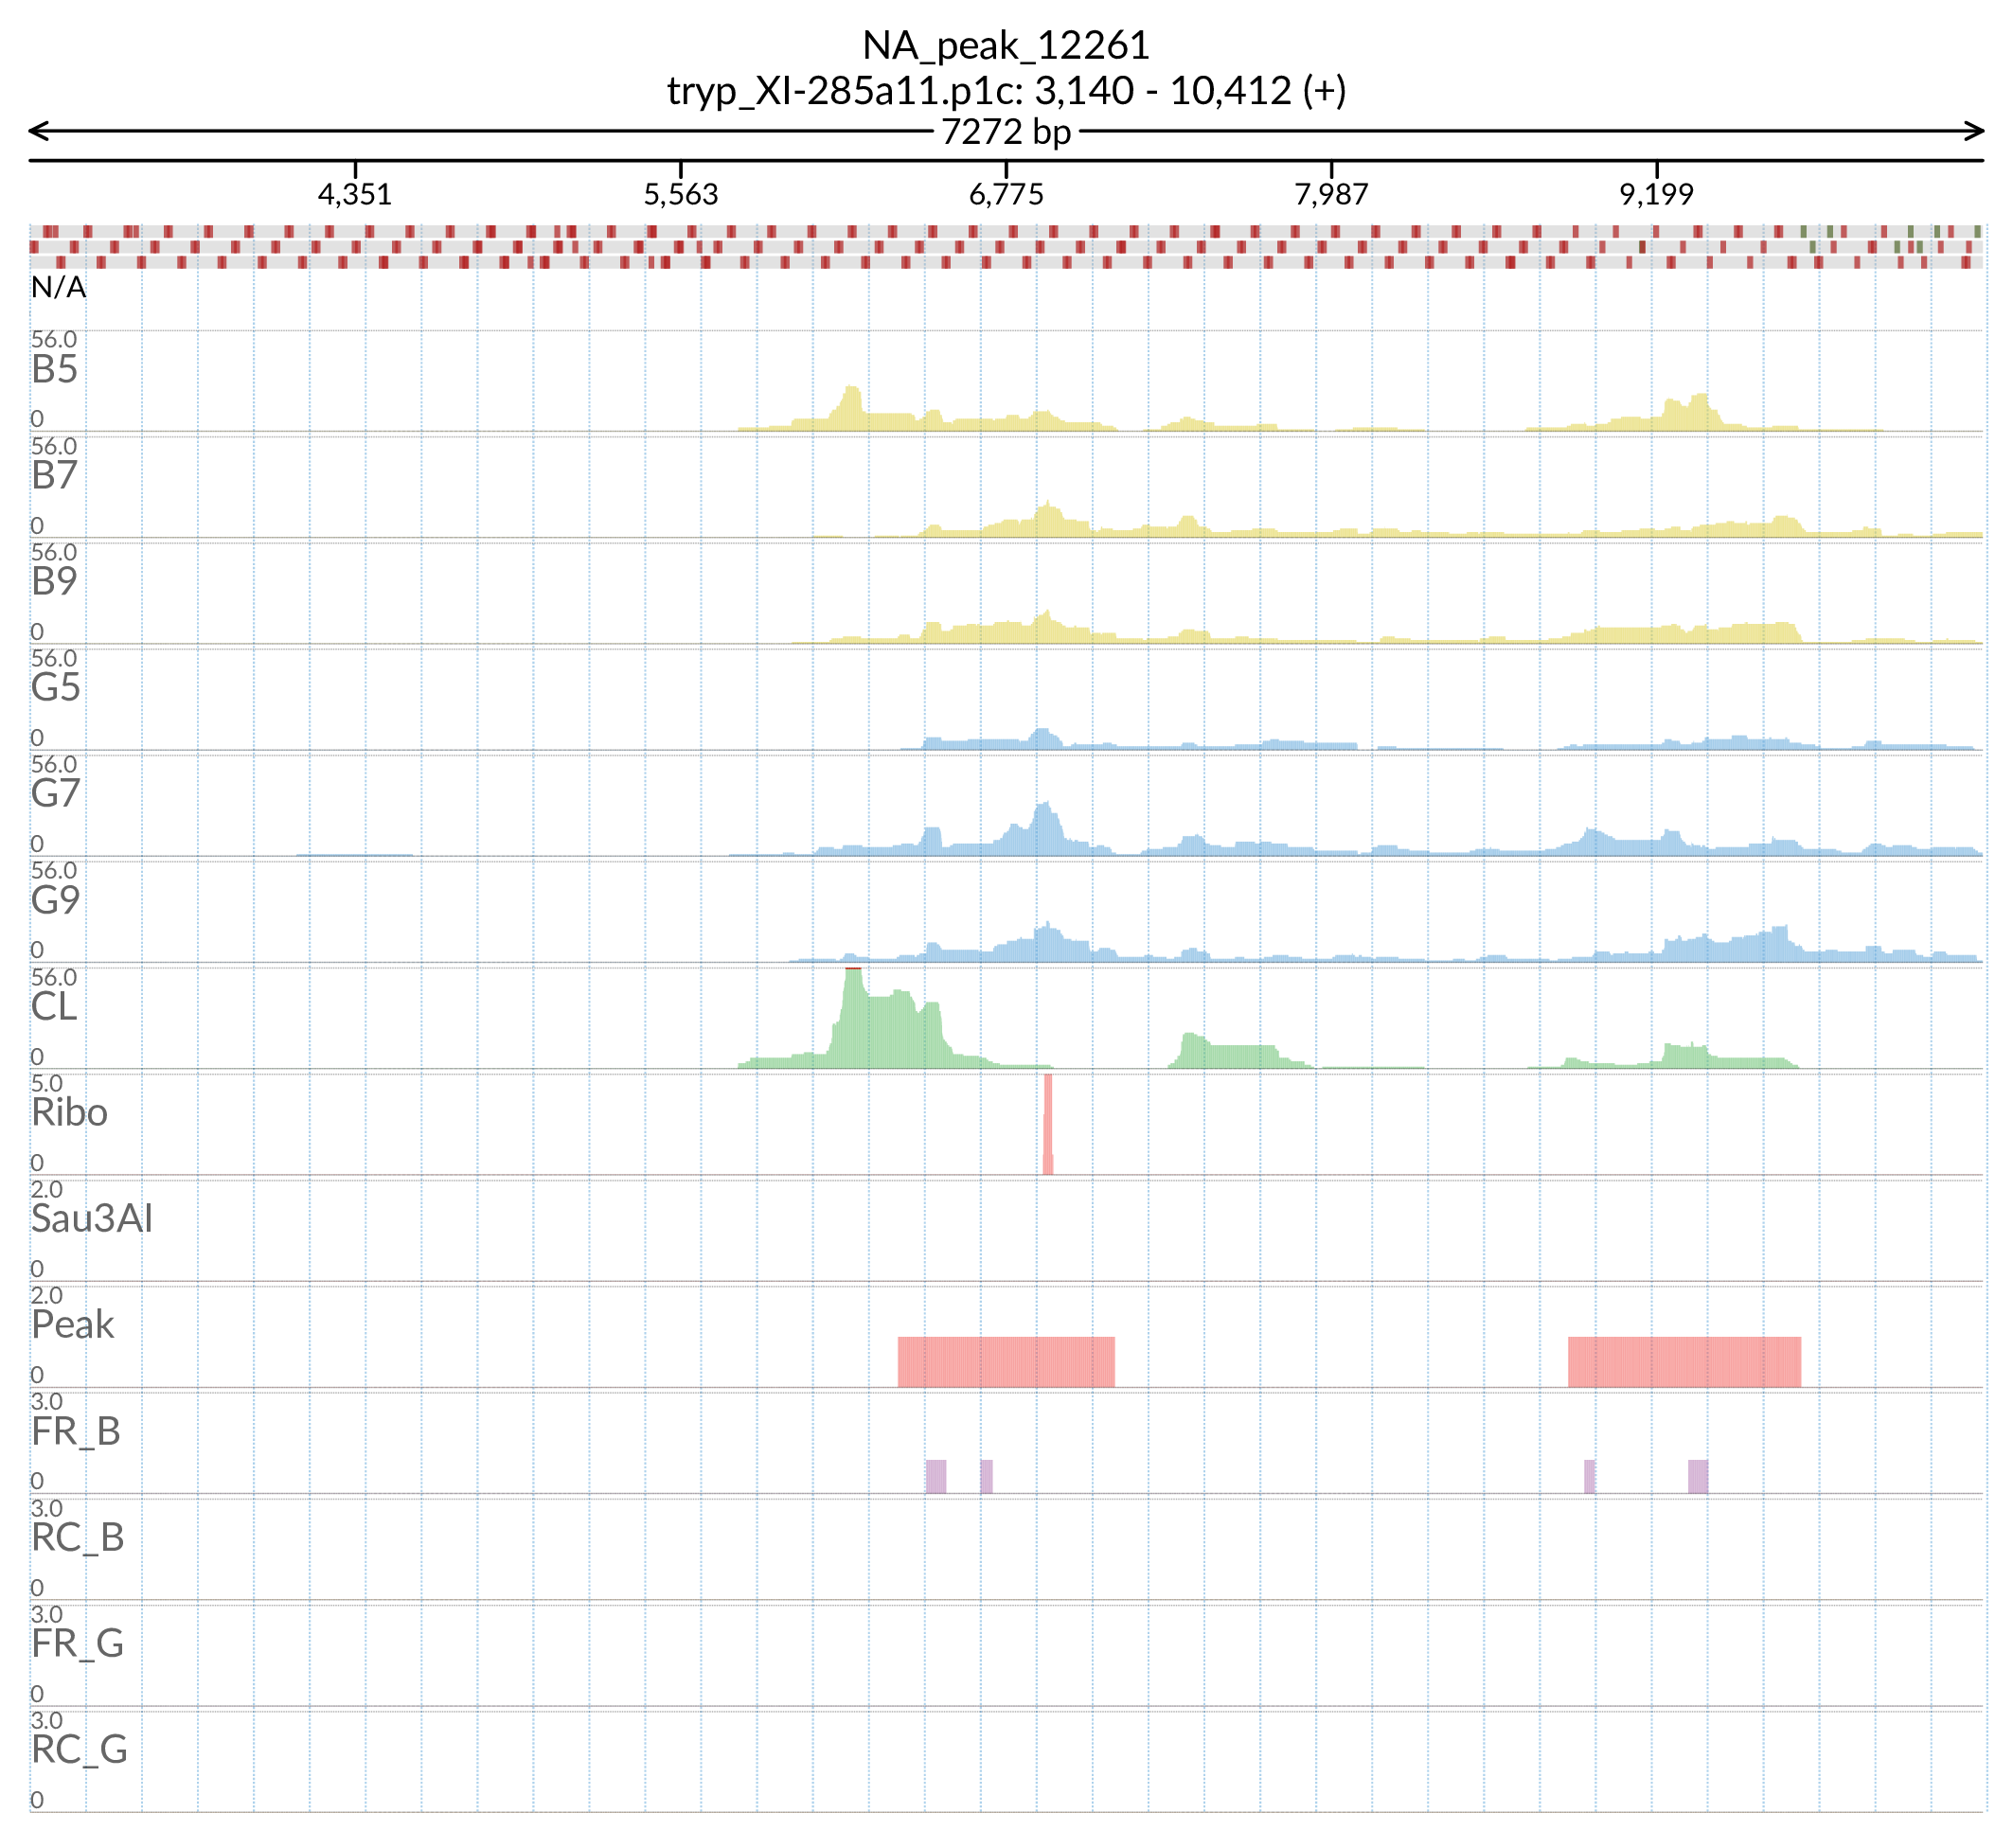 NA_peak_12261
tryp_XI-285a11.p1c: 3,140 - 10,412 (+)
7272 bp
4,351 5,563 6,775 7,987 9,199
N/A
56.0
B5
0
56.0
B7
0
56.0
B9
0
56.0
G5
0
56.0
G7
0
56.0
G9
0
56.0
CL
0
5.0
Ribo
0
2.0
Sau3AI
0
2.0
Peak
0
3.0
FR_B
0
3.0
RC_B
0
3.0
FR_G
0
3.0
RC_G
0